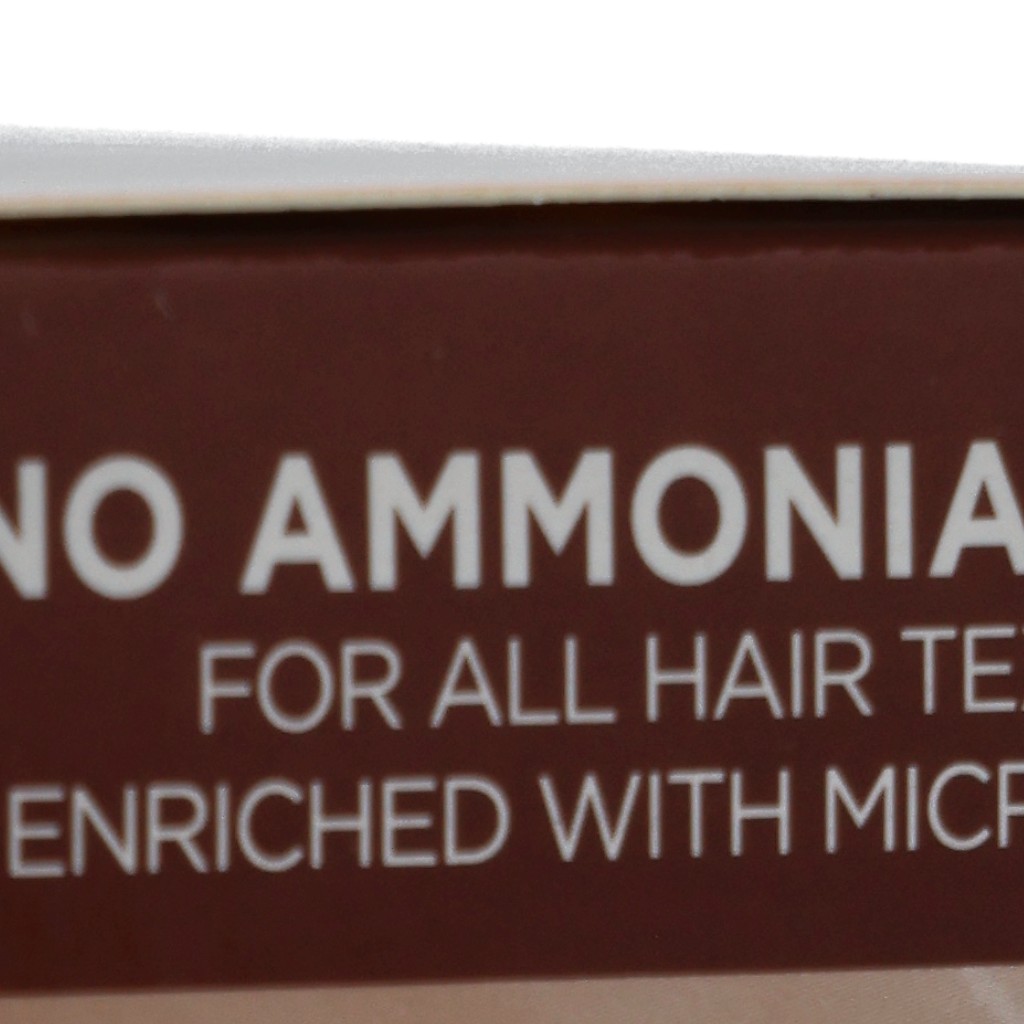 NO AMMONIA
FOR ALL HAIR
ENRICHED WITH